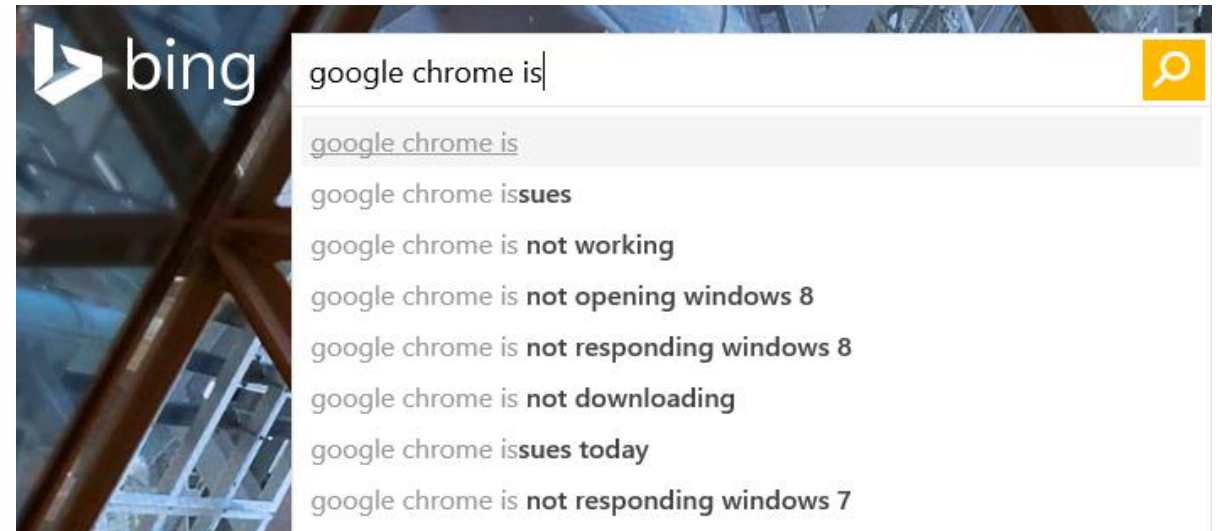 bing
google chrome is
google chrome is
google chrome issues
google chrome is not working
google chrome is not opening windows 8
google chrome is not responding windows 8
google chrome is not downloading
google chrome issues today
google chrome is not responding windows 7